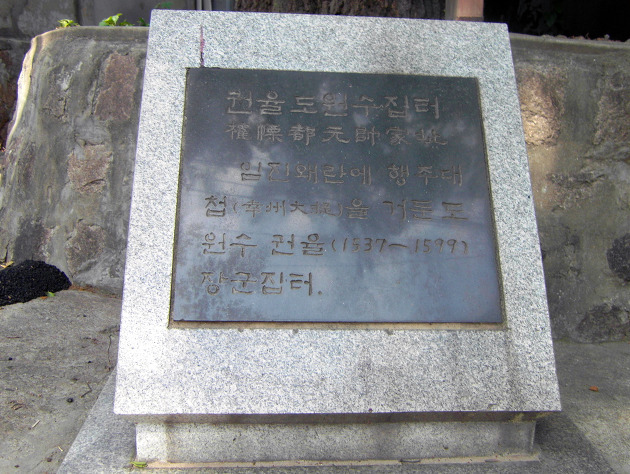 권율도원수집터
權慄都元帥家址
임진왜란에 행주대
첩(幸州大捷)을 거둔도
원수 권율(1537~1599)
장군집터.